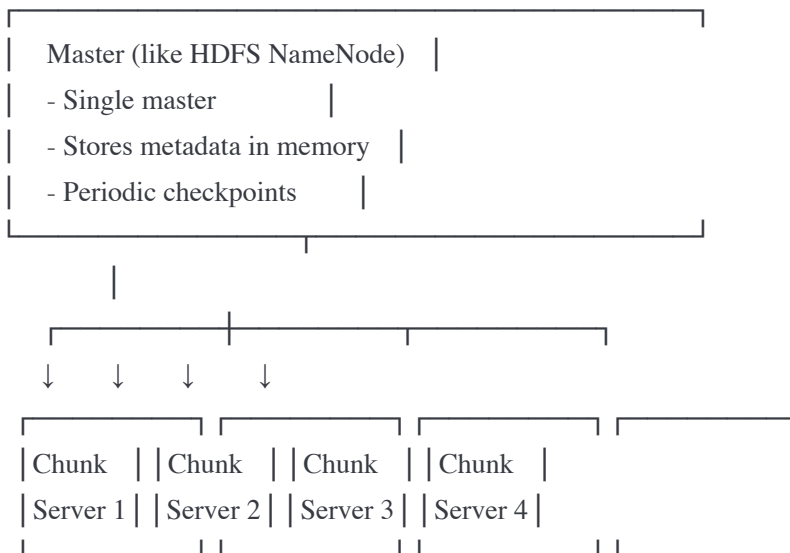 Master (like HDFS NameNode)
- Single master
- Stores metadata in memory
- Periodic checkpoints
↓ ↓ ↓ ↓
Chunk Chunk Chunk Chunk
Server 1 Server 2 Server 3 Server 4